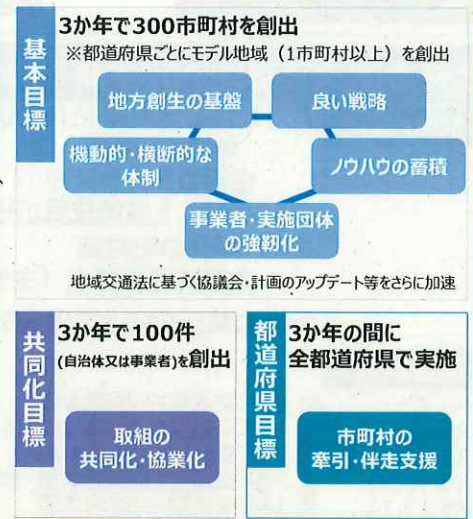 基本目標
3か年で300市町村を創出
※都道府県ごとにモデル地域（1市町村以上）を創出
地方創生の基盤
良い戦略
機動的・横断的な
体制
ノウハウの蓄積
事業者・実施団体
の強靭化
地域交通法に基づく協議会・計画のアップデート等をさらに加速
共同化目標
3か年で100件
(自治体又は事業者)を創出
取組の
共同化・協業化
都道府県目標
3か年の間に
全都道府県で実施
市町村の
牽引・伴走支援